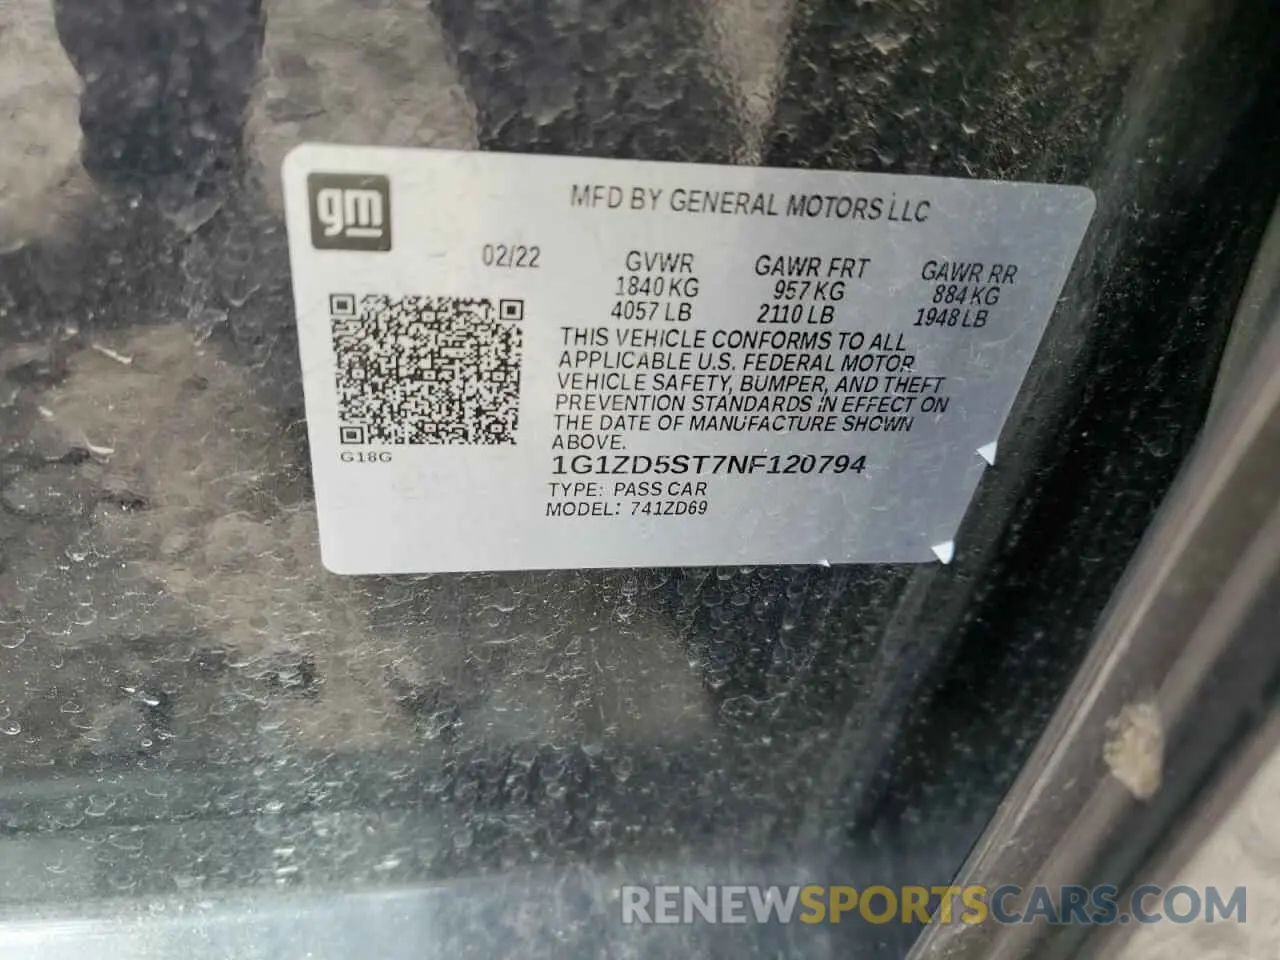 gm
MFD BY GENERAL MOTORS LLC
02/22
GVWR GAWR FRT GAWR RR
1840 KG 957 KG 884 KG
4057 LB 2110 LB 1948 LB
THIS VEHICLE CONFORMS TO ALL
APPLICABLE U.S. FEDERAL MOTOR
VEHICLE SAFETY, BUMPER, AND THEFT
PREVENTION STANDARDS IN EFFECT ON
THE DATE OF MANUFACTURE SHOWN
ABOVE.
G18G
1G1ZD5ST7NF120794
TYPE: PASS CAR
MODEL: 741ZD69
RENEWSPORTSCARS.COM